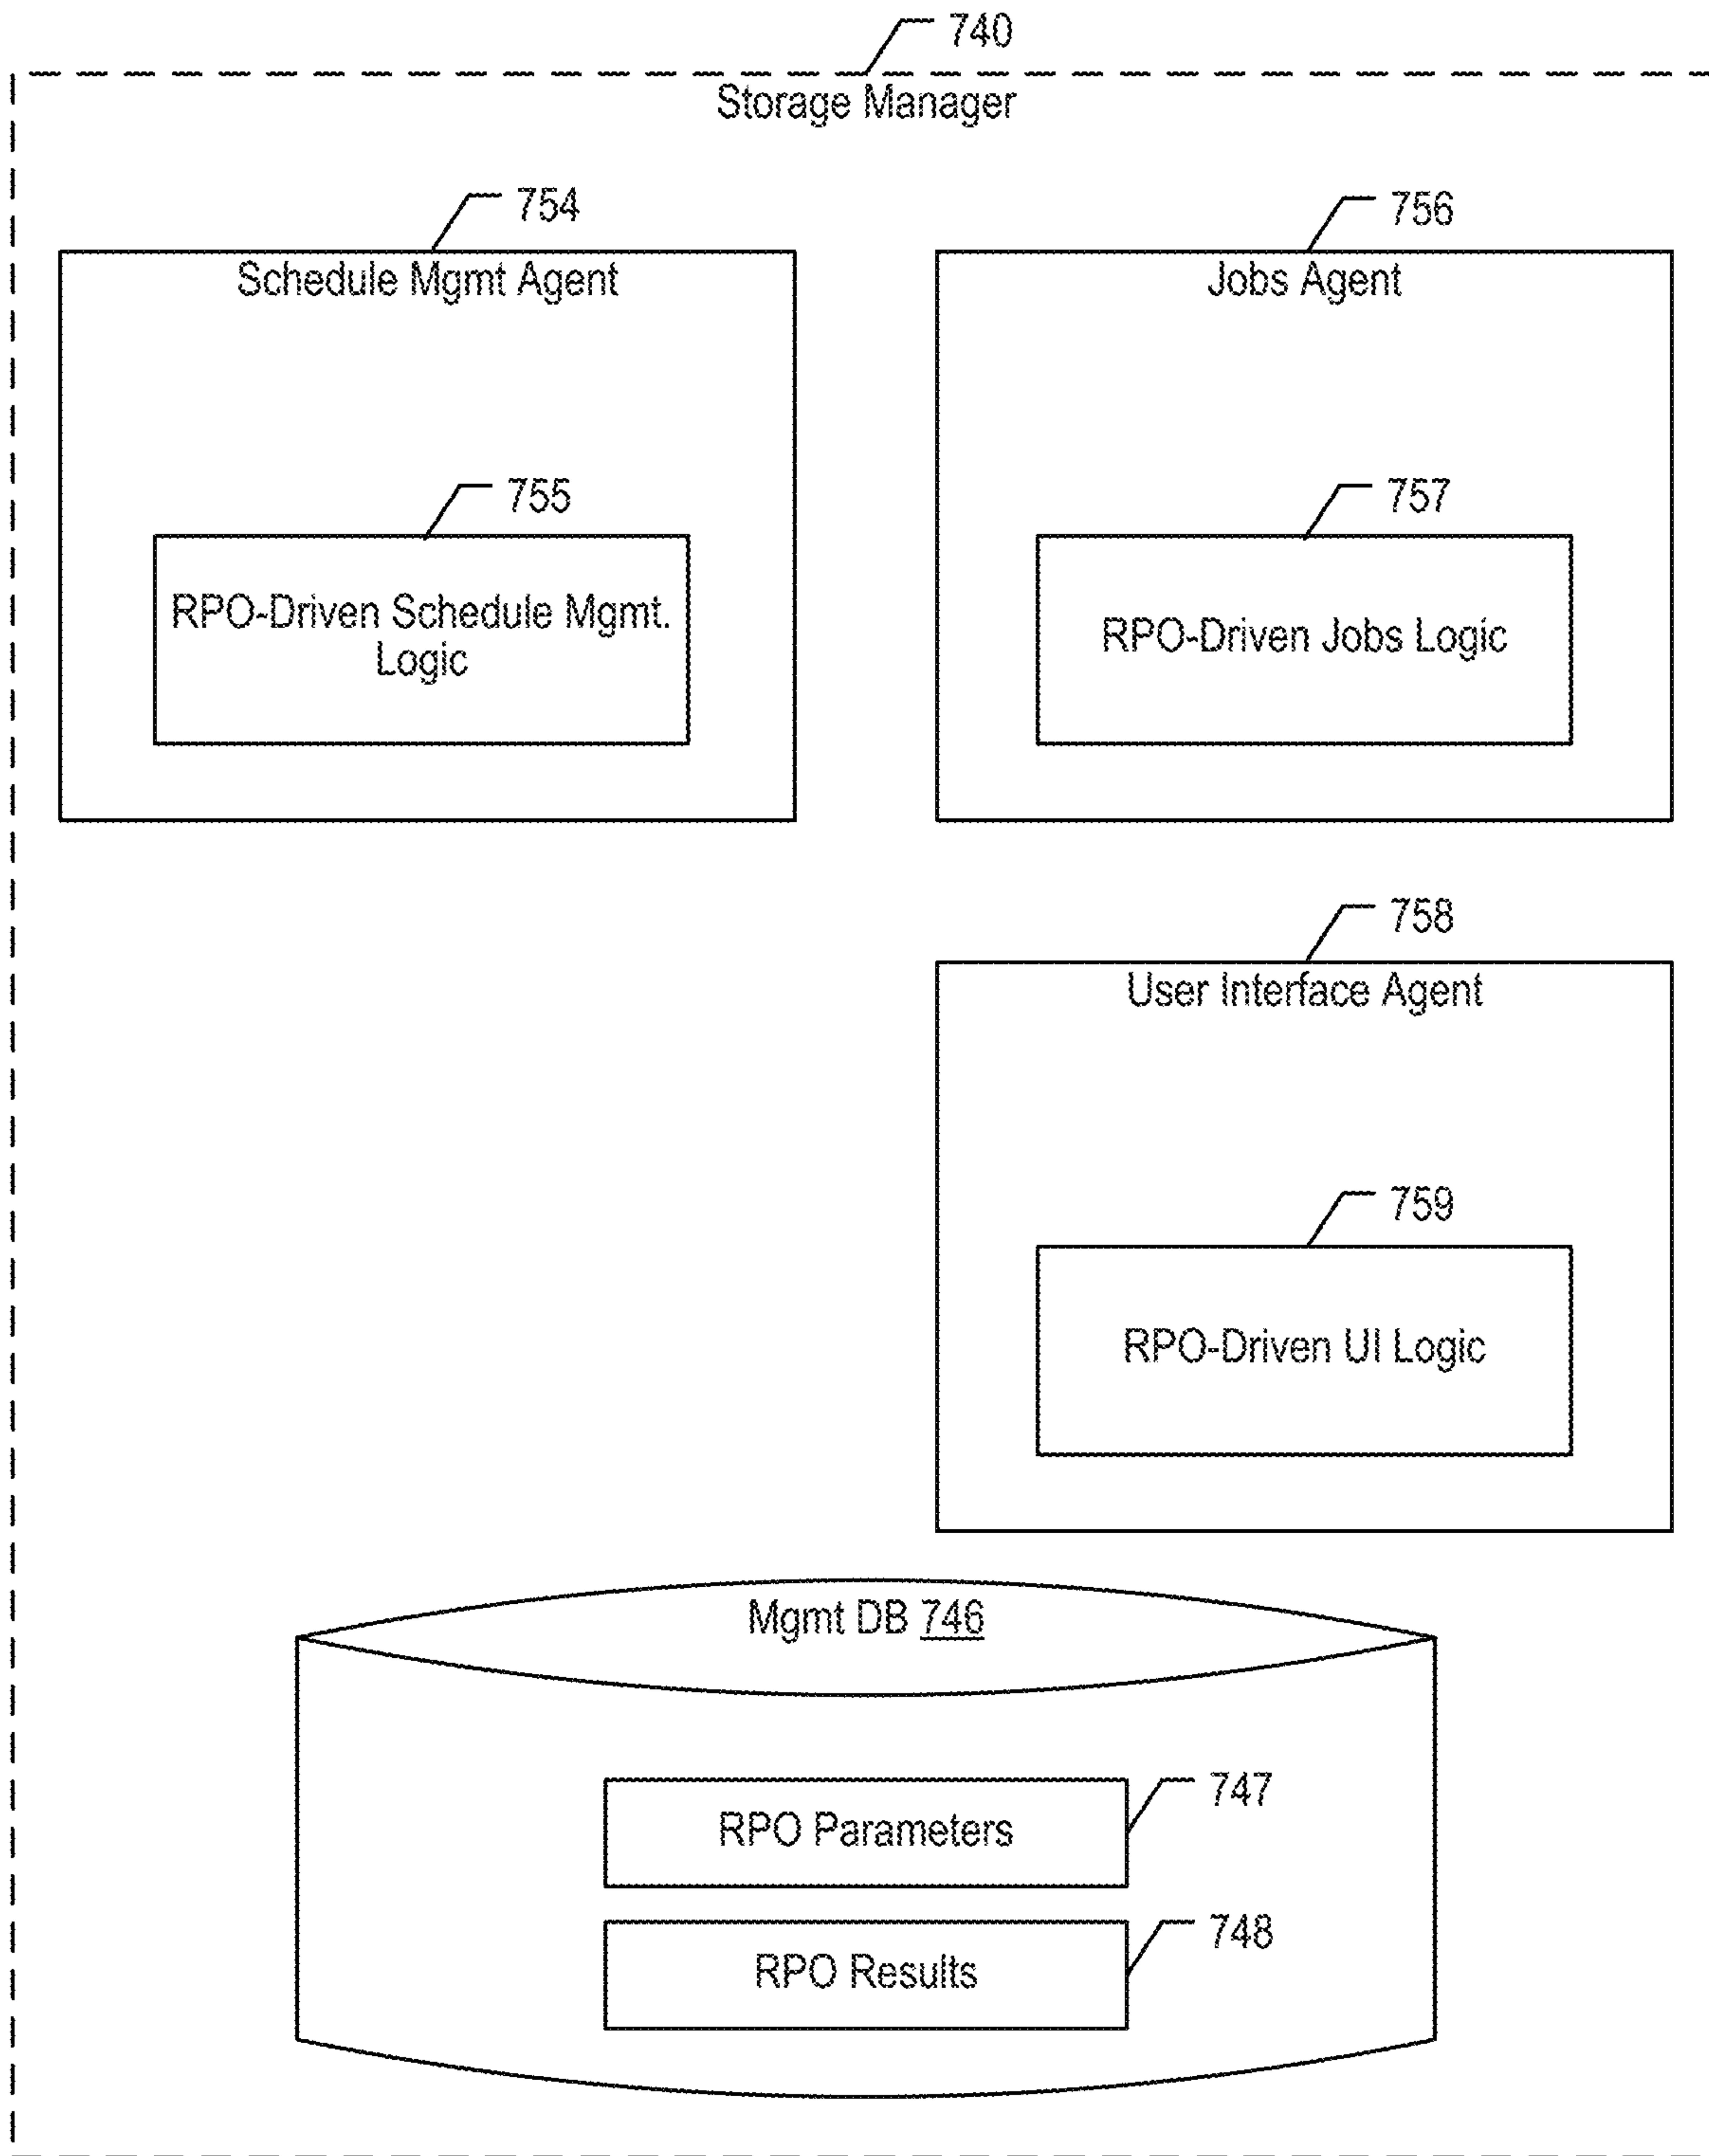 740
Storage Manager
754
Schedule Mgmt Agent
755
RPO-Driven Schedule Mgmt.
Logic
756
Jobs Agent
757
RPO-Driven Jobs Logic
758
User Interface Agent
759
RPO-Driven UI Logic
Mgmt DB 746
RPO Parameters
747
RPO Results
748